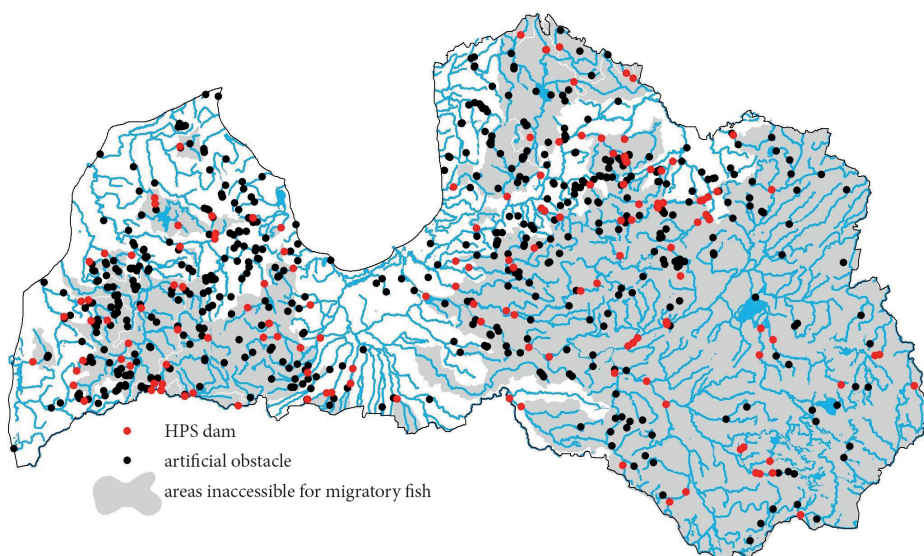 HPS dam
artificial obstacle
areas inaccessible for migratory fish